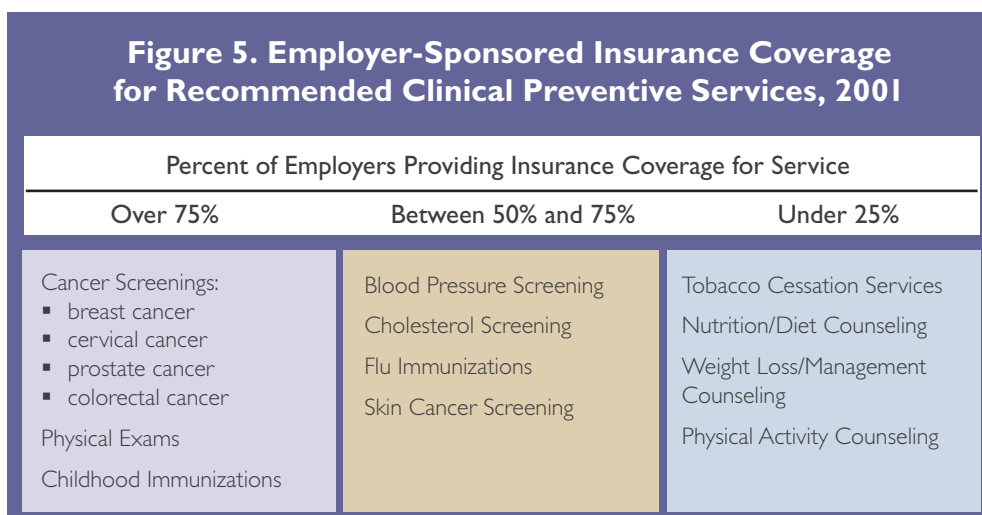 Figure 5. Employer-Sponsored Insurance Coverage
for Recommended Clinical Preventive Services, 2001
Percent of Employers Providing Insurance Coverage for Service
Over 75%
Between 50% and 75%
Under 25%
Cancer Screenings:
▪ breast cancer
▪ cervical cancer
▪ prostate cancer
▪ colorectal cancer
Physical Exams
Childhood Immunizations
Blood Pressure Screening
Cholesterol Screening
Flu Immunizations
Skin Cancer Screening
Tobacco Cessation Services
Nutrition/Diet Counseling
Weight Loss/Management
Counseling
Physical Activity Counseling